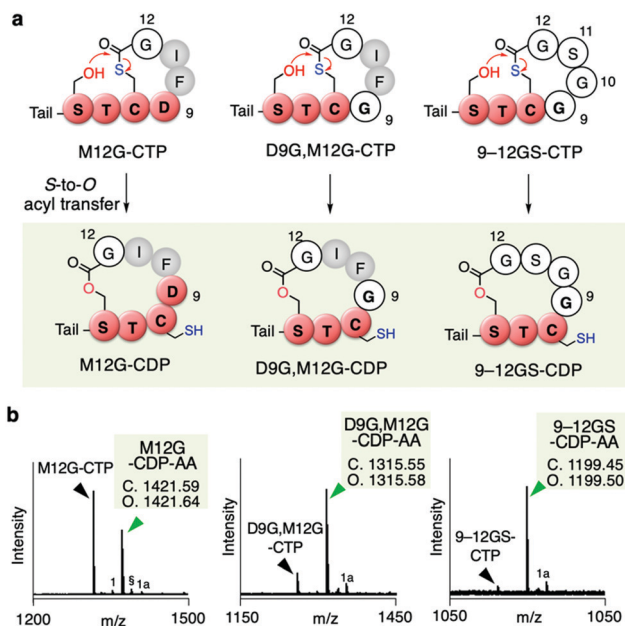 a
12 12 12 11
O G I F O G I F O G S G 10
OH S OH S OH S
Tail S T C D 9 Tail S T C G 9 Tail S T C G 9
M12G-CTP D9G,M12G-CTP 9–12GS-CTP
S-to-O
acyl transfer
12 12 12
O G I F D 9 O G I F G 9 O G S G G 9
O O O
Tail S T C SH Tail S T C SH Tail S T C SH
M12G-CDP D9G,M12G-CDP 9–12GS-CDP
b
M12G-CTP
M12G
-CDP-AA
C. 1421.59
O. 1421.64
Intensity
1 § 1a
1200 m/z 1500
D9G,M12G
-CDP-AA
C. 1315.55
O. 1315.58
D9G,M12G
-CTP
Intensity
1a
1150 m/z 1450
9–12GS
-CDP-AA
C. 1199.45
O. 1199.50
9–12GS-
CTP
Intensity
1a
1050 m/z 1050